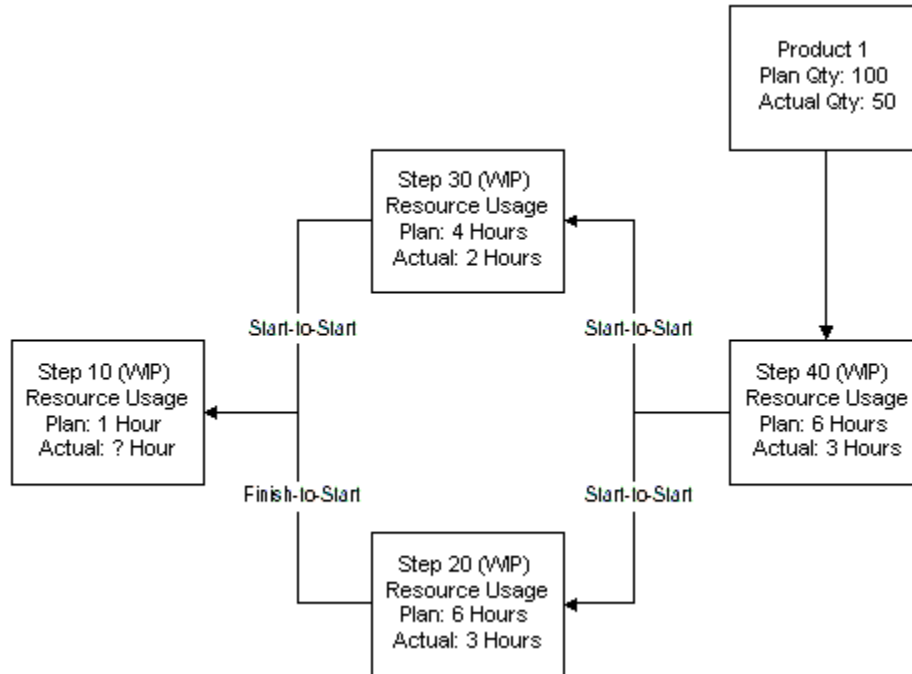 Product 1
Plan Qty: 100
Actual Qty: 50
Step 30 (WIP)
Resource Usage
Plan: 4 Hours
Actual: 2 Hours
Start-to-Start
Start-to-Start
Step 10 (WIP)
Resource Usage
Plan: 1 Hour
Actual: ? Hour
Step 40 (WIP)
Resource Usage
Plan: 6 Hours
Actual: 3 Hours
Finish-to-Start
Start-to-Start
Step 20 (WIP)
Resource Usage
Plan: 6 Hours
Actual: 3 Hours